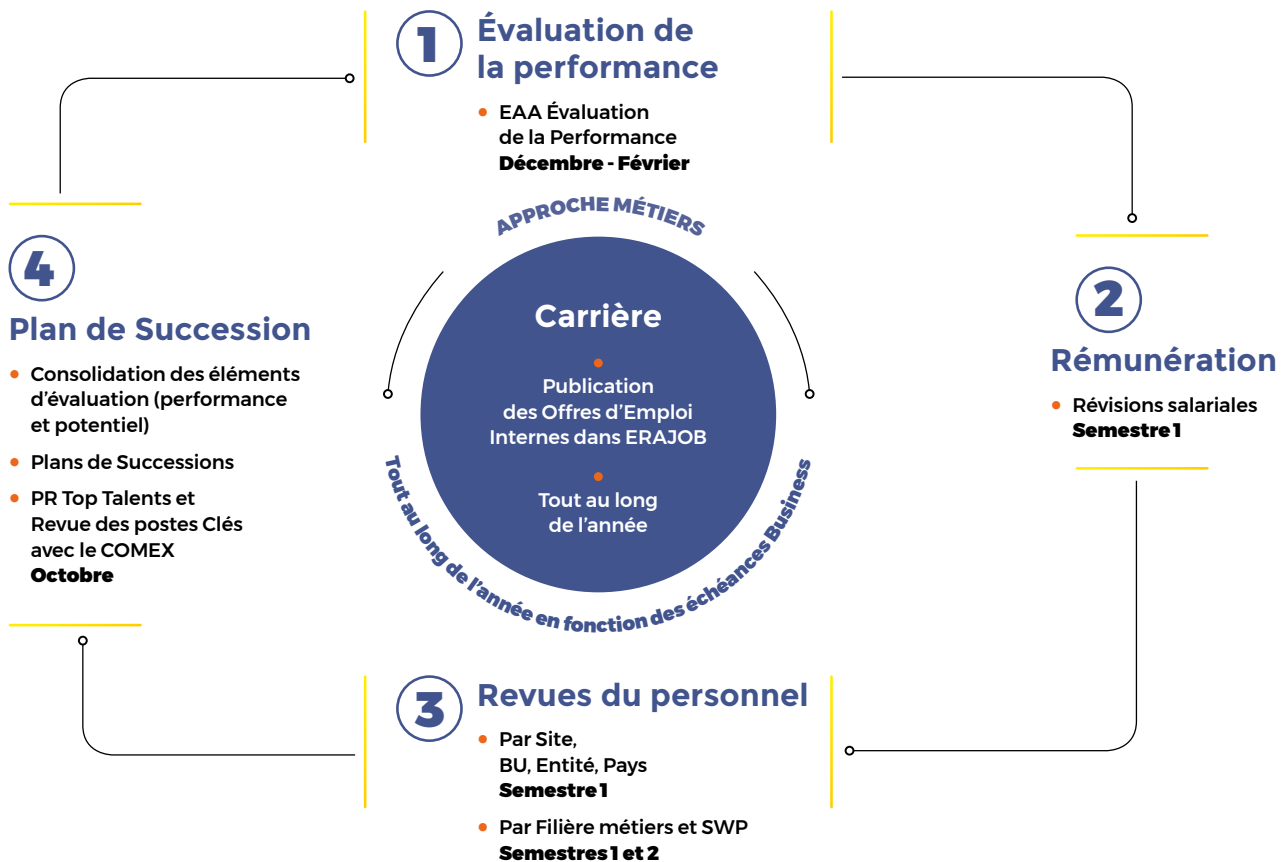 1
Évaluation de
la performance
• EAA Évaluation
de la Performance
Décembre - Février
APPROCHE MÉTIERS
Carrière
•
Publication
des Offres d’Emploi
Internes dans ERAJOB
•
Tout au long
de l’année
Tout au long de l’année en fonction des échéances Business
2
Rémunération
• Révisions salariales
Semestre 1
3
Revues du personnel
• Par Site,
BU, Entité, Pays
Semestre 1
• Par Filière métiers et SWP
Semestres 1 et 2
4
Plan de Succession
• Consolidation des éléments
d’évaluation (performance
et potentiel)
• Plans de Successions
• PR Top Talents et
Revue des postes Clés
avec le COMEX
Octobre